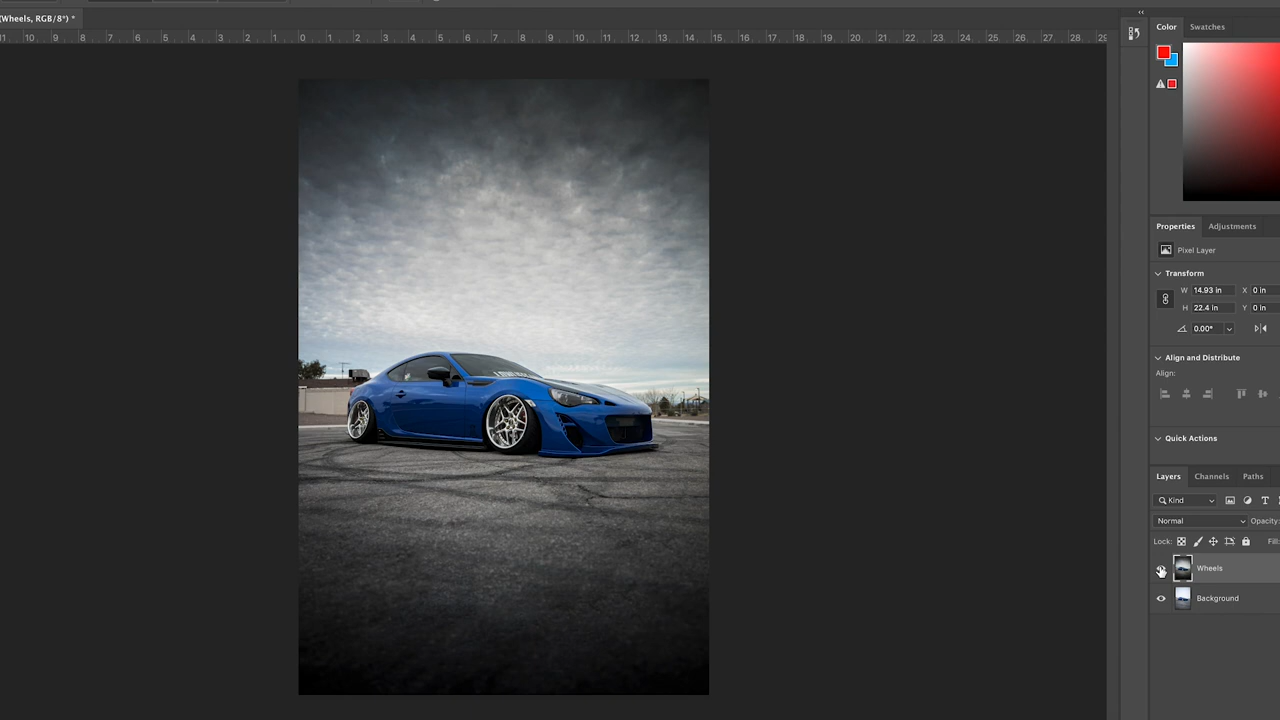 (Wheels, RGB/8*) *
11 10 9 8 7 6 5 4 3 2 1 0 1 2 3 4 5 6 7 8 9 10 11 12 13 14 15 16 17 18 19 20 21 22 23 24 25 26 27 28 29
Color Swatches
Properties Adjustments
Pixel Layer
Transform
W 14.93 in X 0 in
H 22.4 in Y 0 in
0.00°
Align and Distribute
Align:
Quick Actions
Layers Channels Paths
Kind
Normal Opacity:
Lock: Fill:
Wheels
Background